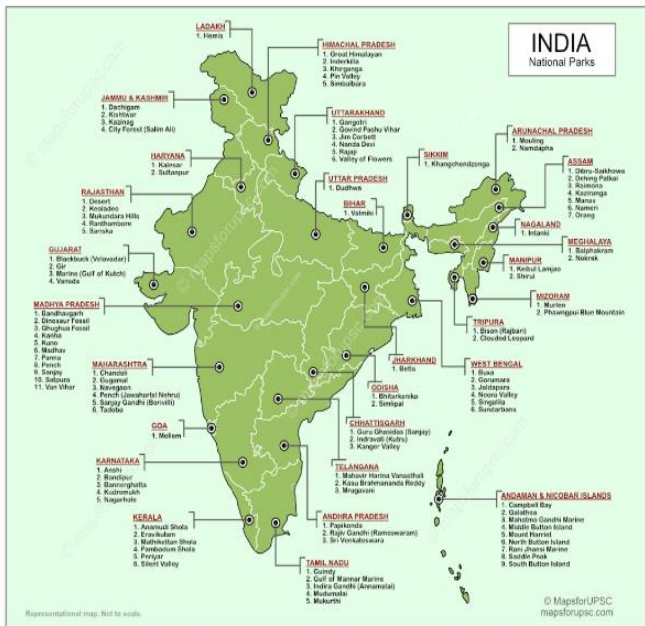 INDIA
National Parks
LADAKH
1. Hemis
HIMACHAL PRADESH
1. Great Himalayan
2. Inderkilla
3. Khirganga
4. Pin Valley
5. Simbalbara
JAMMU & KASHMIR
1. Dachigam
2. Kishtwar
3. Kazinag
4. City Forest (Salim Ali)
UTTARAKHAND
1. Gangotri
2. Govind Pashu Vihar
3. Jim Corbett
4. Nanda Devi
5. Rajaji
6. Valley of Flowers
HARYANA
1. Kalesar
2. Sultanpur
SIKKIM
1. Khangchendzonga
ARUNACHAL PRADESH
1. Mouling
2. Namdapha
ASSAM
1. Dibru-Saikhowa
2. Dehing Patkai
3. Raimona
4. Kaziranga
5. Manas
6. Nameri
7. Orang
RAJASTHAN
1. Desert
2. Keoladeo
3. Mukundara Hills
4. Ranthambore
5. Sariska
UTTAR PRADESH
1. Dudhwa
BIHAR
1. Valmiki
NAGALAND
1. Intanki
MEGHALAYA
1. Balphakram
2. Nokrek
GUJARAT
1. Blackbuck (Velavadar)
2. Gir
3. Marine (Gulf of Kutch)
4. Vansda
MANIPUR
1. Keibul Lamjao
2. Shirui
MIZORAM
1. Murlen
2. Phawngpui Blue Mountain
TRIPURA
1. Bison (Rajbari)
2. Clouded Leopard
MADHYA PRADESH
1. Bandhavgarh
2. Dinosaur Fossil
3. Ghughua Fossil
4. Kanha
5. Kuno
6. Madhav
7. Panna
8. Pench
9. Sanjay
10. Satpura
11. Van Vihar
MAHARASHTRA
1. Chandoli
2. Gugamal
3. Navegaon
4. Pench (Jawaharlal Nehru)
5. Sanjay Gandhi (Borivilli)
6. Tadoba
JHARKHAND
1. Betla
WEST BENGAL
1. Buxa
2. Gorumara
3. Jaldapara
4. Neora Valley
5. Singalila
6. Sundarbans
ODISHA
1. Bhitarkanika
2. Simlipal
CHHATTISGARH
1. Guru Ghasidas (Sanjay)
2. Indravati (Kutru)
3. Kanger Valley
GOA
1. Mollem
TELANGANA
1. Mahavir Harina Vanasthali
2. Kasu Brahmananda Reddy
3. Mrugavani
KARNATAKA
1. Anshi
2. Bandipur
3. Bannerghatta
4. Kudremukh
5. Nagarhole
ANDHRA PRADESH
1. Papikonda
2. Rajiv Gandhi (Rameswaram)
3. Sri Venkateswara
ANDAMAN & NICOBAR ISLANDS
1. Campbell Bay
2. Galathea
3. Mahatma Gandhi Marine
4. Middle Button Island
5. Mount Harriet
6. North Button Island
7. Rani Jhansi Marine
8. Saddle Peak
9. South Button Island
KERALA
1. Anamudi Shola
2. Eravikulam
3. Mathikettan Shola
4. Pambadum Shola
5. Periyar
6. Silent Valley
TAMIL NADU
1. Guindy
2. Gulf of Mannar Marine
3. Indira Gandhi (Annamalai)
4. Mudumalai
5. Mukurthi
Representational map. Not to scale.
© MapsforUPSC
mapsforupsc.com